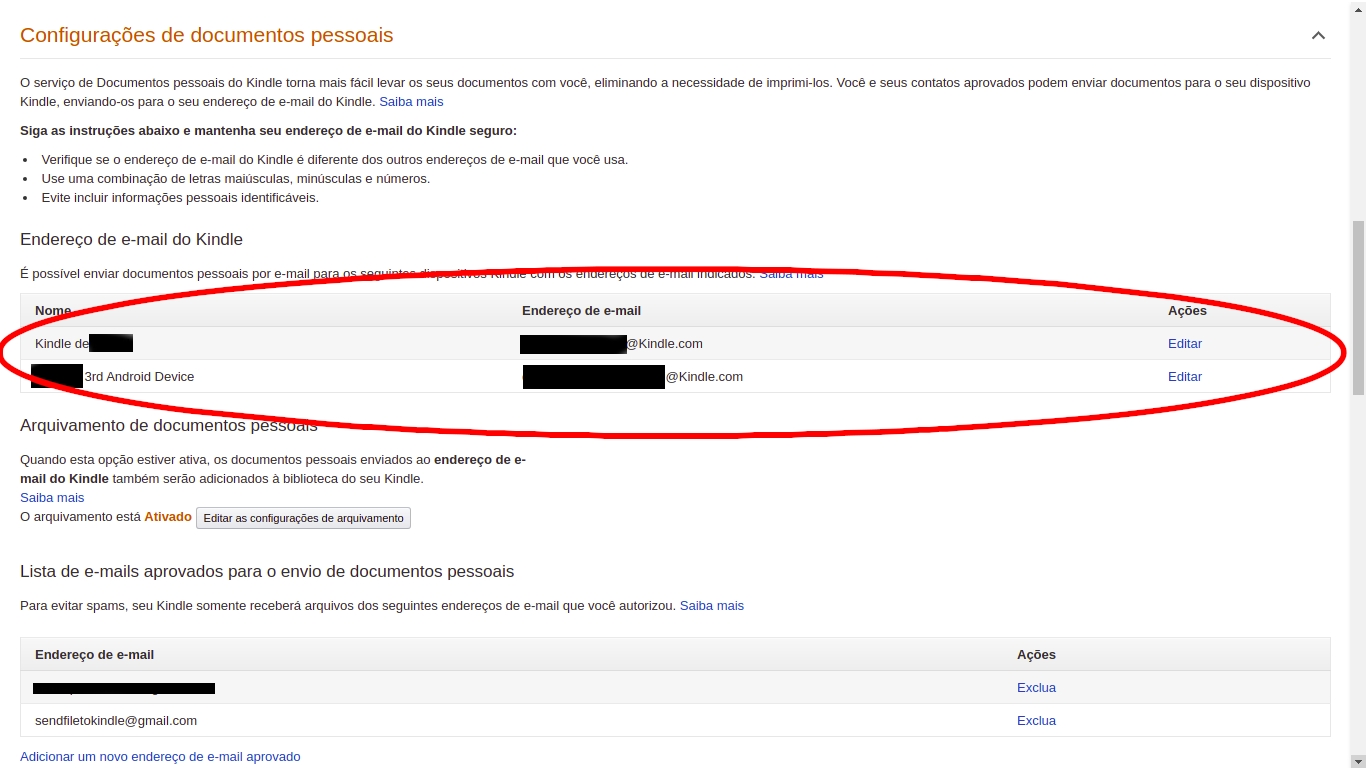 Configurações de documentos pessoais
O serviço de Documentos pessoais do Kindle torna mais fácil levar os seus documentos com você, eliminando a necessidade de imprimi-los. Você e seus contatos aprovados podem enviar documentos para o seu dispositivo
Kindle, enviando-os para o seu endereço de e-mail do Kindle. Saiba mais
Siga as instruções abaixo e mantenha seu endereço de e-mail do Kindle seguro:
• Verifique se o endereço de e-mail do Kindle é diferente dos outros endereços de e-mail que você usa.
• Use uma combinação de letras maiúsculas, minúsculas e números.
• Evite incluir informações pessoais identificáveis.
Endereço de e-mail do Kindle
É possível enviar documentos pessoais por e-mail para os seguintes dispositivos Kindle com os endereços de e-mail indicados. Saiba mais
Nome Endereço de e-mail Ações
Kindle de @Kindle.com Editar
3rd Android Device @Kindle.com Editar
Arquivamento de documentos pessoais
Quando esta opção estiver ativa, os documentos pessoais enviados ao endereço de e-
mail do Kindle também serão adicionados à biblioteca do seu Kindle.
Saiba mais
O arquivamento está Ativado Editar as configurações de arquivamento
Lista de e-mails aprovados para o envio de documentos pessoais
Para evitar spams, seu Kindle somente receberá arquivos dos seguintes endereços de e-mail que você autorizou. Saiba mais
Endereço de e-mail Ações
Exclua
sendfiletokindle@gmail.com Exclua
Adicionar um novo endereço de e-mail aprovado